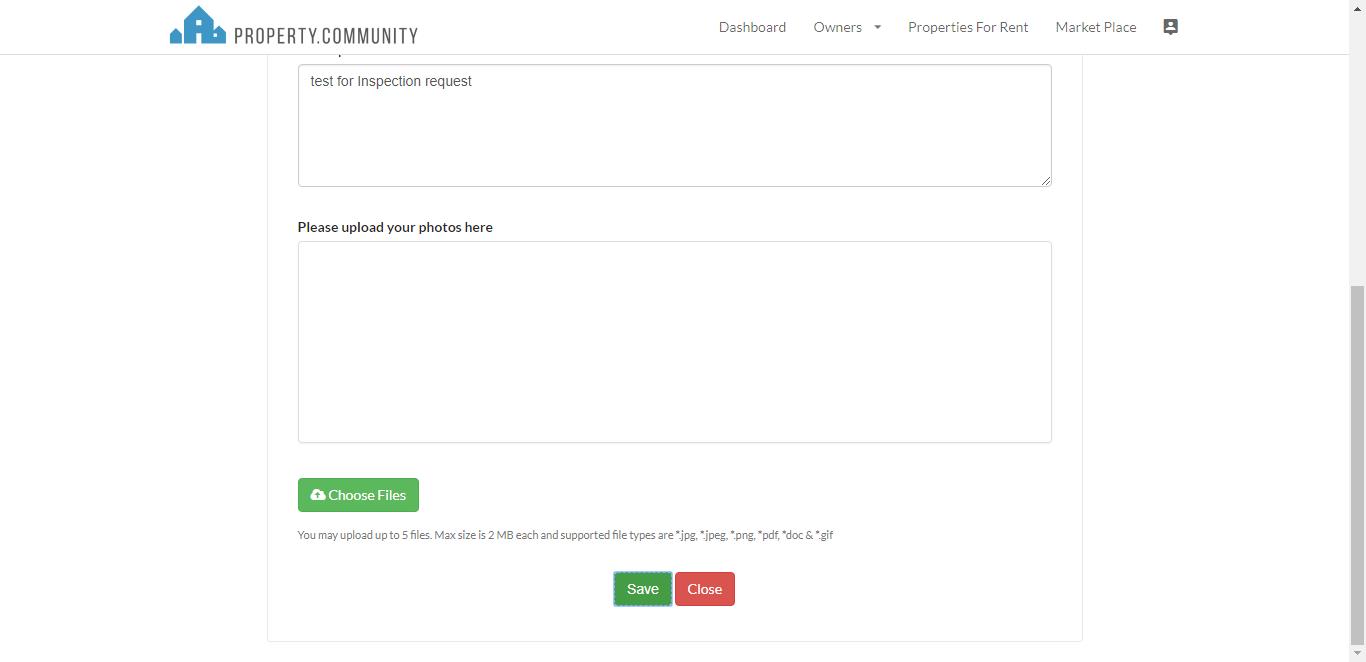 PROPERTY.COMMUNITY
Dashboard
Owners
Properties For Rent
Market Place
test for Inspection request
Please upload your photos here
Choose Files
You may upload up to 5 files. Max size is 2 MB each and supported file types are *.jpg, *.jpeg, *.png, *pdf, *doc & *.gif
Save
Close